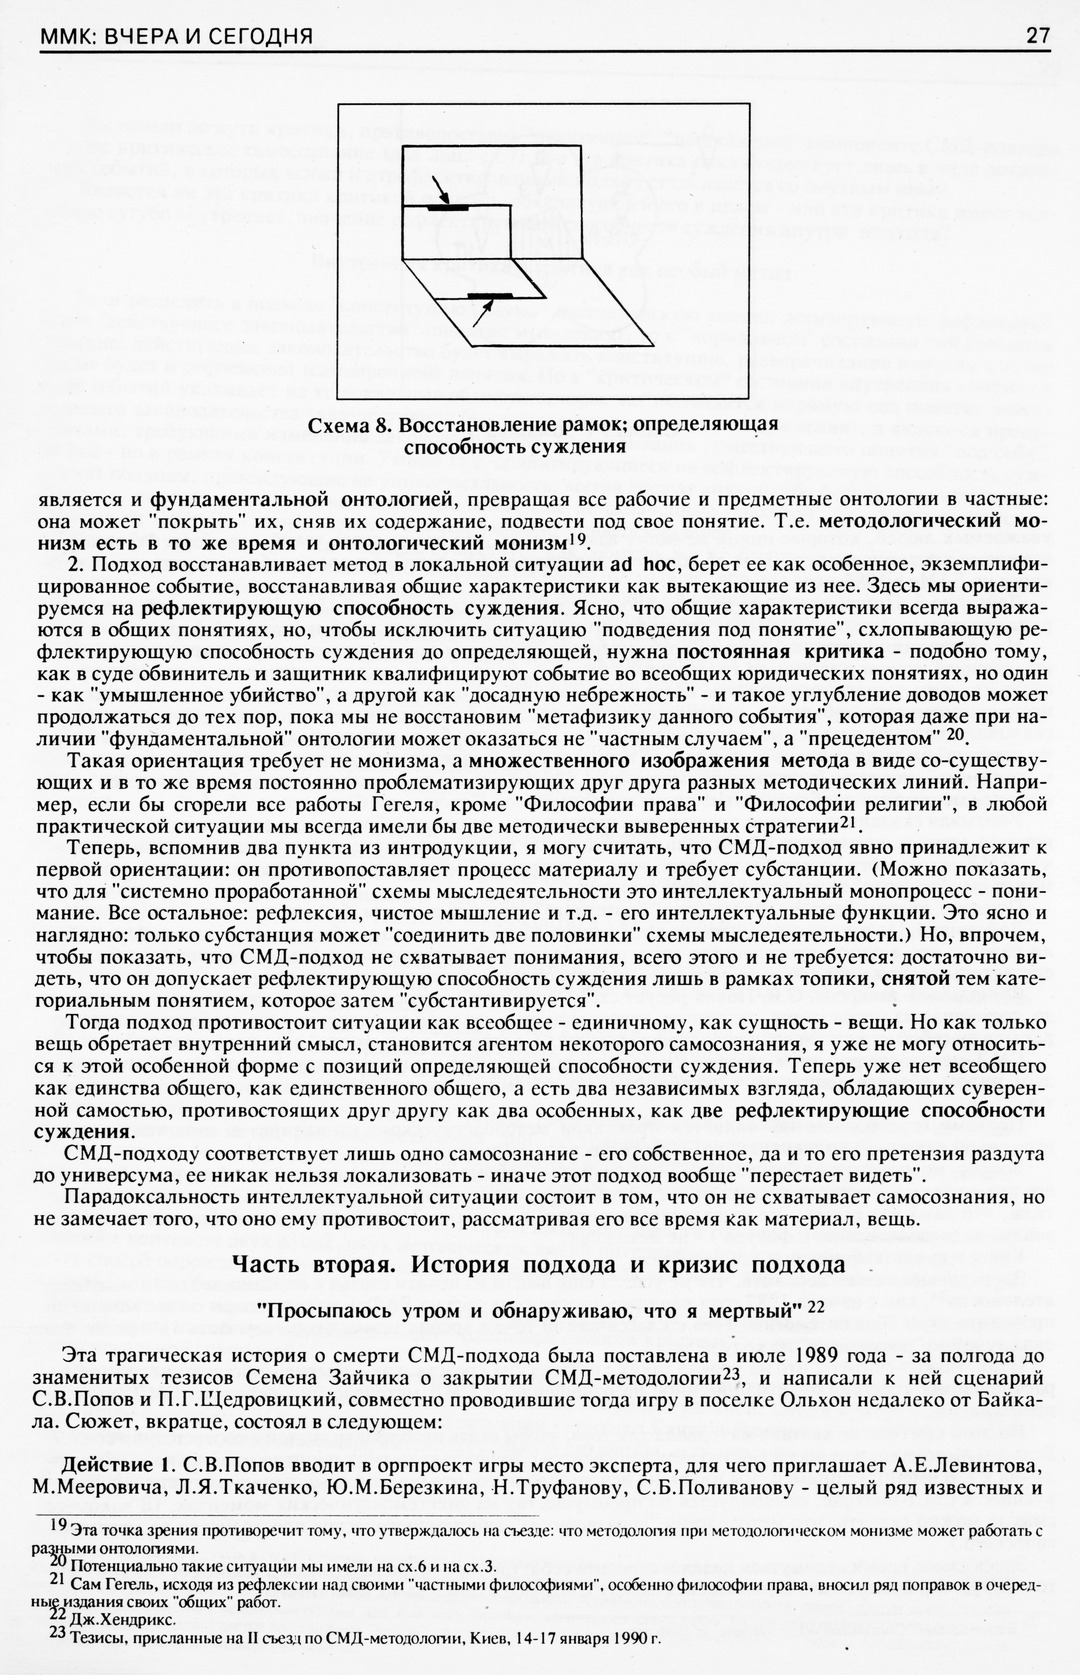 ММК: ВЧЕРА И СЕГОДНЯ 27
Схема 8. Восстановление рамок; определяющая
способность суждения
является и фундаментальной онтологией, превращая все рабочие и предметные онтологии в частные:
она может "покрыть" их, сняв их содержание, подвести под свое понятие. Т.е. методологический мо-
низм есть в то же время и онтологический монизм19.
2. Подход восстанавливает метод в локальной ситуации ad hoc, берет ее как особенное, экземплифи-
цированное событие, восстанавливая общие характеристики как вытекающие из нее. Здесь мы ориенти-
руемся на рефлектирующую способность суждения. Ясно, что общие характеристики всегда выража-
ются в общих понятиях, но, чтобы исключить ситуацию "подведения под понятие", схлопывающую ре-
флектирующую способность суждения до определяющей, нужна постоянная критика - подобно тому,
как в суде обвинитель и защитник квалифицируют событие во всеобщих юридических понятиях, но один
- как "умышленное убийство", а другой как "досадную небрежность" - и такое углубление доводов может
продолжаться до тех пор, пока мы не восстановим "метафизику данного события", которая даже при на-
личии "фундаментальной" онтологии может оказаться не "частным случаем", а "прецедентом" 20.
Такая ориентация требует не монизма, а множественного изображения метода в виде со-существу-
ющих и в то же время постоянно проблематизирующих друг друга разных методических линий. Напри-
мер, если бы сгорели все работы Гегеля, кроме "Философии права" и "Философии религии", в любой
практической ситуации мы всегда имели бы две методически выверенных стратегии21.
Теперь, вспомнив два пункта из интродукции, я могу считать, что СМД-подход явно принадлежит к
первой ориентации: он противопоставляет процесс материалу и требует субстанции. (Можно показать,
что для "системно проработанной" схемы мыследеятельности это интеллектуальный монопроцесс - пони-
мание. Все остальное: рефлексия, чистое мышление и т.д. - его интеллектуальные функции. Это ясно и
наглядно: только субстанция может "соединить две половинки" схемы мыследеятельности.) Но, впрочем,
чтобы показать, что СМД-подход не схватывает понимания, всего этого и не требуется: достаточно ви-
деть, что он допускает рефлектирующую способность суждения лишь в рамках топики, снятой тем кате-
гориальным понятием, которое затем "субстантивируется".
Тогда подход противостоит ситуации как всеобщее - единичному, как сущность - вещи. Но как только
вещь обретает внутренний смысл, становится агентом некоторого самосознания, я уже не могу относить-
ся к этой особенной форме с позиций определяющей способности суждения. Теперь уже нет всеобщего
как единства общего, как единственного общего, а есть два независимых взгляда, обладающих суверен-
ной самостью, противостоящих друг другу как два особенных, как две рефлектирующие способности
суждения.
СМД-подходу соответствует лишь одно самосознание - его собственное, да и то его претензия раздута
до универсума, ее никак нельзя локализовать - иначе этот подход вообще "перестает видеть".
Парадоксальность интеллектуальной ситуации состоит в том, что он не схватывает самосознания, но
не замечает того, что оно ему противостоит, рассматривая его все время как материал, вещь.
Часть вторая. История подхода и кризис подхода
"Просыпаюсь утром и обнаруживаю, что я мертвый" 22
Эта трагическая история о смерти СМД-подхода была поставлена в июле 1989 года - за полгода до
знаменитых тезисов Семена Зайчика о закрытии СМД-методологии23, и написали к ней сценарий
С.В.Попов и П.Г.Щедровицкий, совместно проводившие тогда игру в поселке Ольхон недалеко от Байка-
ла. Сюжет, вкратце, состоял в следующем:
Действие 1. С.В.Попов вводит в оргпроект игры место эксперта, для чего приглашает А.Е.Левинтова,
М.Мееровича, Л.Я.Ткаченко, Ю.М.Березкина, Н.Труфанову, С.Б.Поливанову - целый ряд известных и
19 Эта точка зрения противоречит тому, что утверждалось на съезде: что методология при методологическом монизме может работать с
разными онтологиями.
20 Потенциально такие ситуации мы имели на сх.6 и на сх.3.
21 Сам Гегель, исходя из рефлексии над своими "частными философиями", особенно философии права, вносил ряд поправок в очеред-
ные издания своих "общих" работ.
22 Дж.Хендрикс.
23 Тезисы, присланные на II съезд по СМД-методологии, Киев, 14-17 января 1990 г.